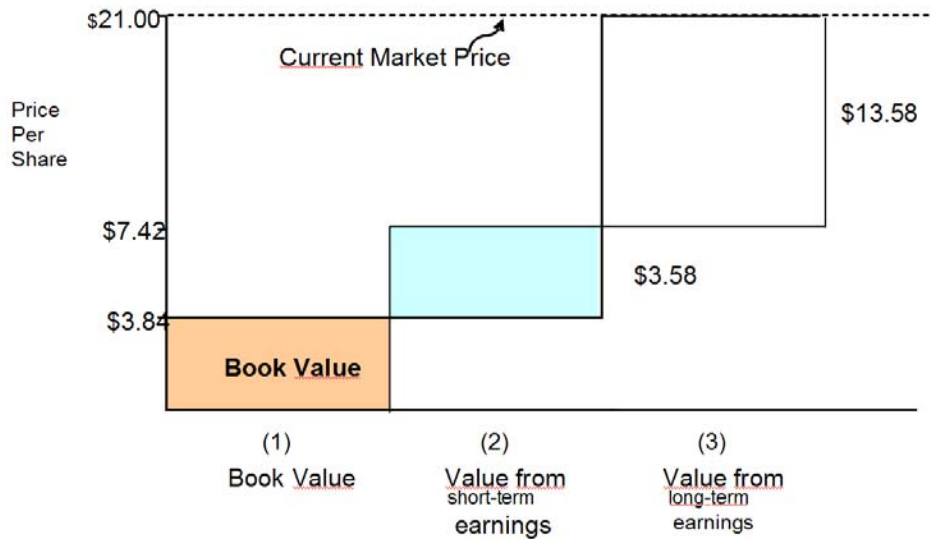 $21.00
Current Market Price
Price
Per
Share
$13.58
$7.42
$3.58
$3.84
Book Value
(1)
(2)
(3)
Book Value
Value from
short-term
earnings
Value from
long-term
earnings